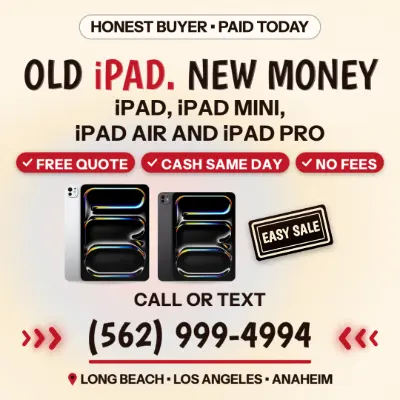 HONEST BUYER • PAID TODAY
OLD iPAD. NEW MONEY
iPAD, iPAD MINI,
iPAD AIR AND iPAD PRO
FREE QUOTE
CASH SAME DAY
NO FEES
EASY SALE
CALL OR TEXT
(562) 999-4994
LONG BEACH • LOS ANGELES • ANAHEIM